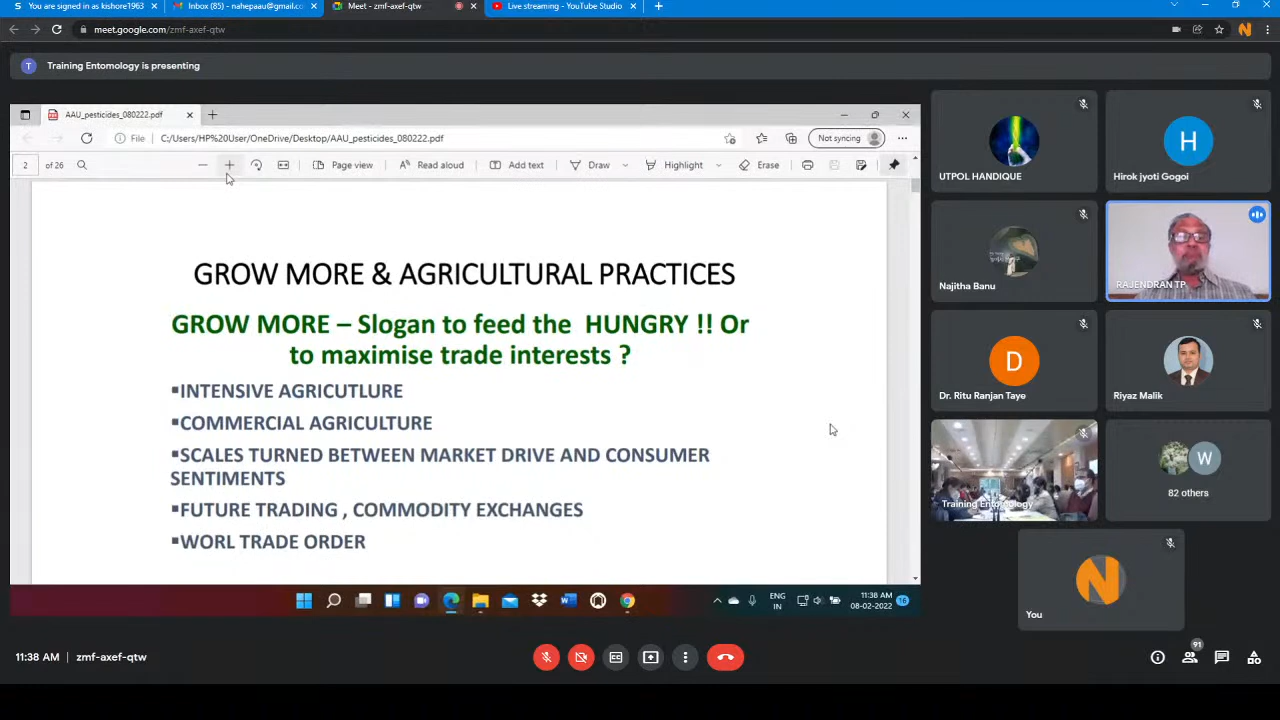 You are signed in as kishore1963
Inbox (85) - nahepaau@gmail.co
Meet - zmf-axef-qtw
Live streaming - YouTube Studio
meet.google.com/zmf-axef-qtw
T
Training Entomology is presenting
AAU_pesticides_080222.pdf
File
C:/Users/HP%20User/OneDrive/Desktop/AAU_pesticides_080222.pdf
Not syncing
2 of 26
Page view
Read aloud
Add text
Draw
Highlight
Erase
GROW MORE & AGRICULTURAL PRACTICES
GROW MORE – Slogan to feed the HUNGRY !! Or
to maximise trade interests ?
▪INTENSIVE AGRICUTLURE
▪COMMERCIAL AGRICULTURE
▪SCALES TURNED BETWEEN MARKET DRIVE AND CONSUMER
SENTIMENTS
▪FUTURE TRADING , COMMODITY EXCHANGES
▪WORL TRADE ORDER
ENG
IN
11:38 AM
08-02-2022
16
UTPOL HANDIQUE
H
Hirok jyoti Gogoi
Najitha Banu
RAJENDRAN TP
D
Dr. Ritu Ranjan Taye
Riyaz Malik
Training Entomology
W
82 others
N
You
11:38 AM | zmf-axef-qtw
91